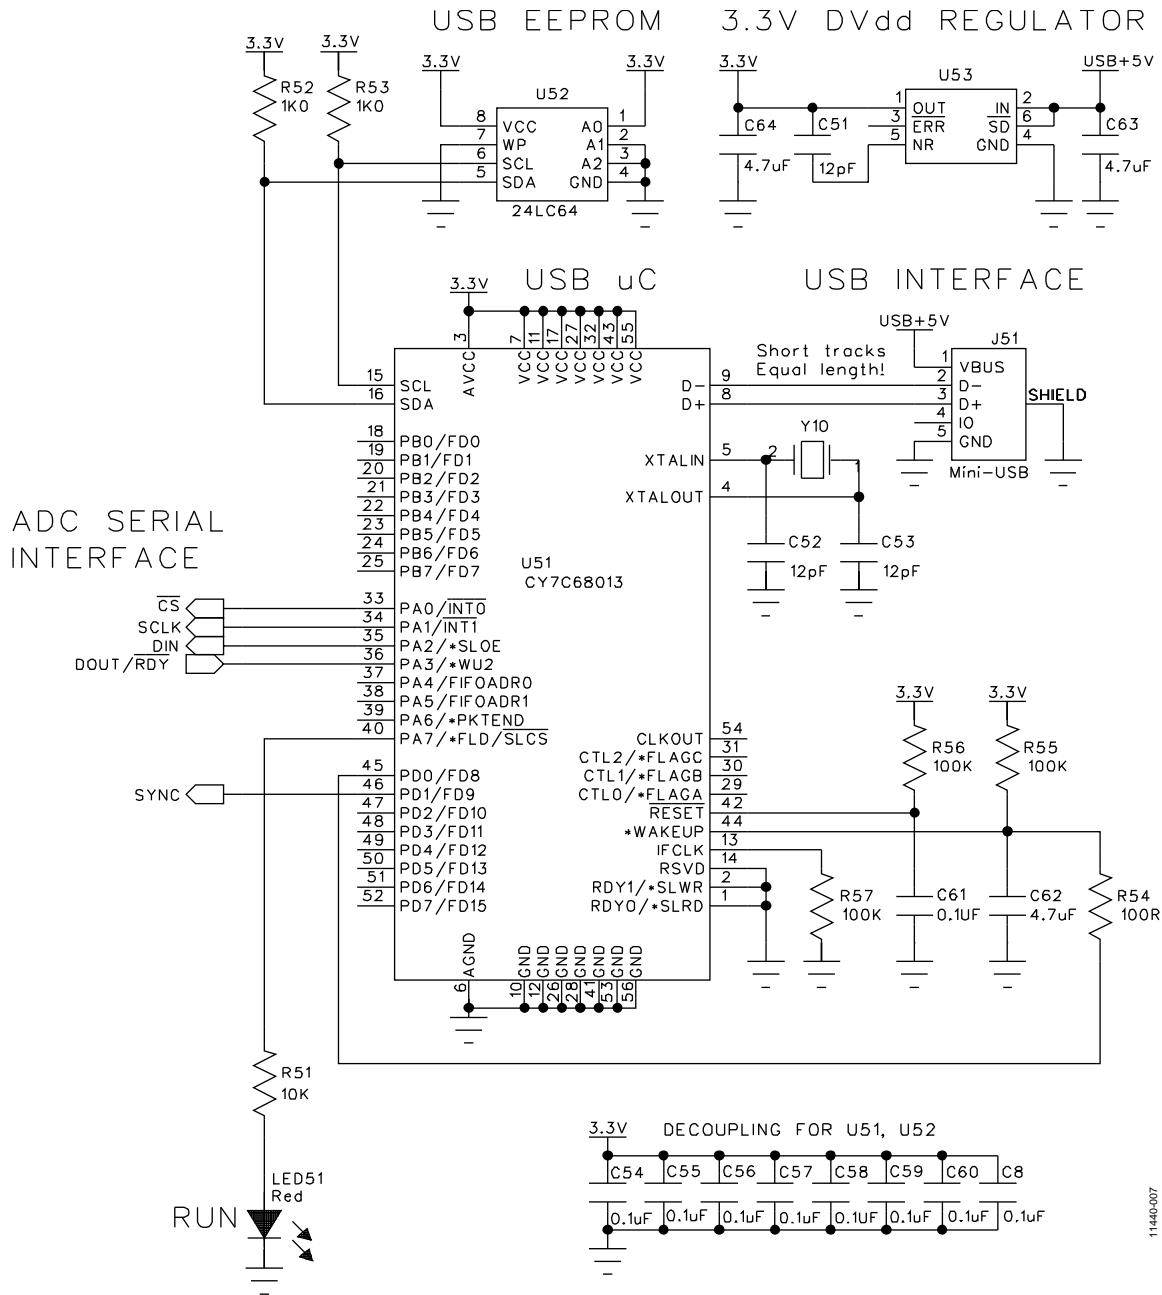 USB EEPROM
3.3V DVdd REGULATOR
3.3V
3.3V
R52
1K0
R53
1K0
3.3V
3.3V
U52
8 VCC
7 WP
6 SCL
5 SDA
A0 1
A1 2
A2 3
GND 4
24LC64
3.3V
USB+5V
U53
1 OUT
3 ERR
5 NR
IN 2
SD 6
GND 4
C64
4.7uF
C51
12pF
C63
4.7uF
USB uC
USB INTERFACE
3.3V
3 AVCC
7 VCC
11 VCC
17 VCC
27 VCC
32 VCC
43 VCC
55 VCC
USB+5V
J51
Short tracks
Equal length!
1 VBUS
2 D-
3 D+
4 IO
5 GND
SHIELD
Mini-USB
15 SCL
16 SDA
D- 9
D+ 8
18 PB0/FD0
19 PB1/FD1
20 PB2/FD2
21 PB3/FD3
22 PB4/FD4
23 PB5/FD5
24 PB6/FD6
25 PB7/FD7
XTALIN 5
XTALOUT 4
Y10
2
1
C52
12pF
C53
12pF
U51
CY7C68013
ADC SERIAL
INTERFACE
CS
SCLK
DIN
DOUT/RDY
33 PA0/INT0
34 PA1/INT1
35 PA2/*SLOE
36 PA3/*WU2
37 PA4/FIFOADR0
38 PA5/FIFOADR1
39 PA6/*PKTEND
40 PA7/*FLD/SLCS
SYNC
45 PD0/FD8
46 PD1/FD9
47 PD2/FD10
48 PD3/FD11
49 PD4/FD12
50 PD5/FD13
51 PD6/FD14
52 PD7/FD15
CLKOUT 54
CTL2/*FLAGC 31
CTL1/*FLAGB 30
CTL0/*FLAGA 29
RESET 42
*WAKEUP 44
IFCLK 13
RSVD 14
RDY1/*SLWR 2
RDY0/*SLRD 1
3.3V
3.3V
R56
100K
R55
100K
R57
100K
C61
0.1UF
C62
4.7uF
R54
100R
6 AGND
10 GND
12 GND
26 GND
28 GND
41 GND
53 GND
56 GND
R51
10K
LED51
Red
RUN
3.3V
DECOUPLING FOR U51, U52
C54
C55
C56
C57
C58
C59
C60
C8
0.1uF
0.1uF
0.1uF
0.1uF
0.1UF
0.1uF
0.1uF
0.1uF
11440-007